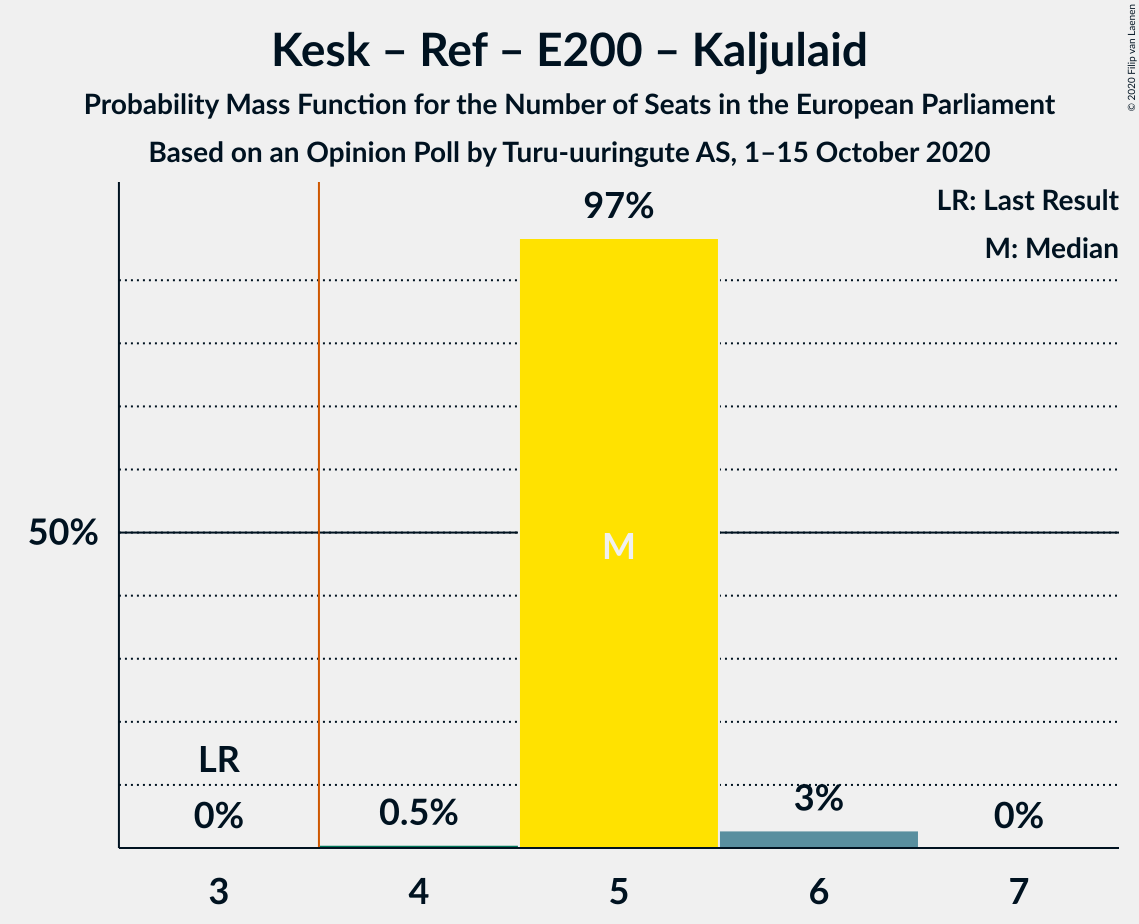 Kesk – Ref – E200 – Kaljulaid
Probability Mass Function for the Number of Seats in the European Parliament
Based on an Opinion Poll by Turu-uuringute AS, 1–15 October 2020
© 2020 Filip van Laenen
LR: Last Result
M: Median
97%
50%
M
LR
0%
0.5%
3%
0%
3
4
5
6
7